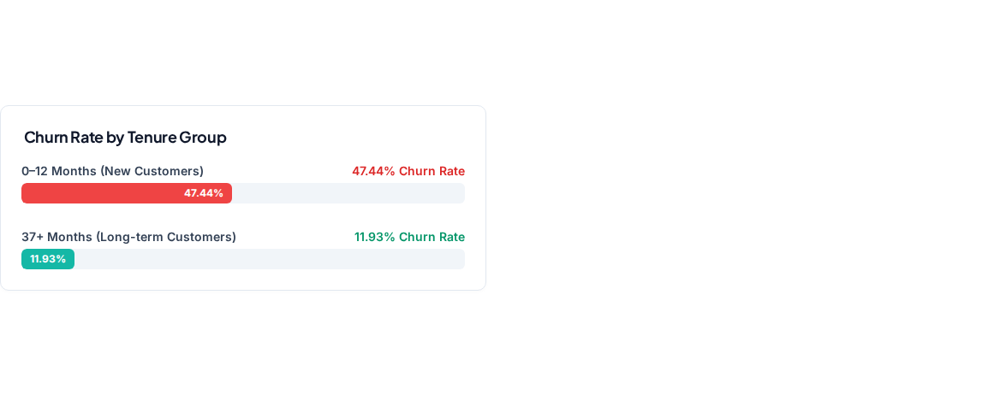 Churn Rate by Tenure Group
0–12 Months (New Customers) 47.44% Churn Rate
47.44%
37+ Months (Long-term Customers) 11.93% Churn Rate
11.93%